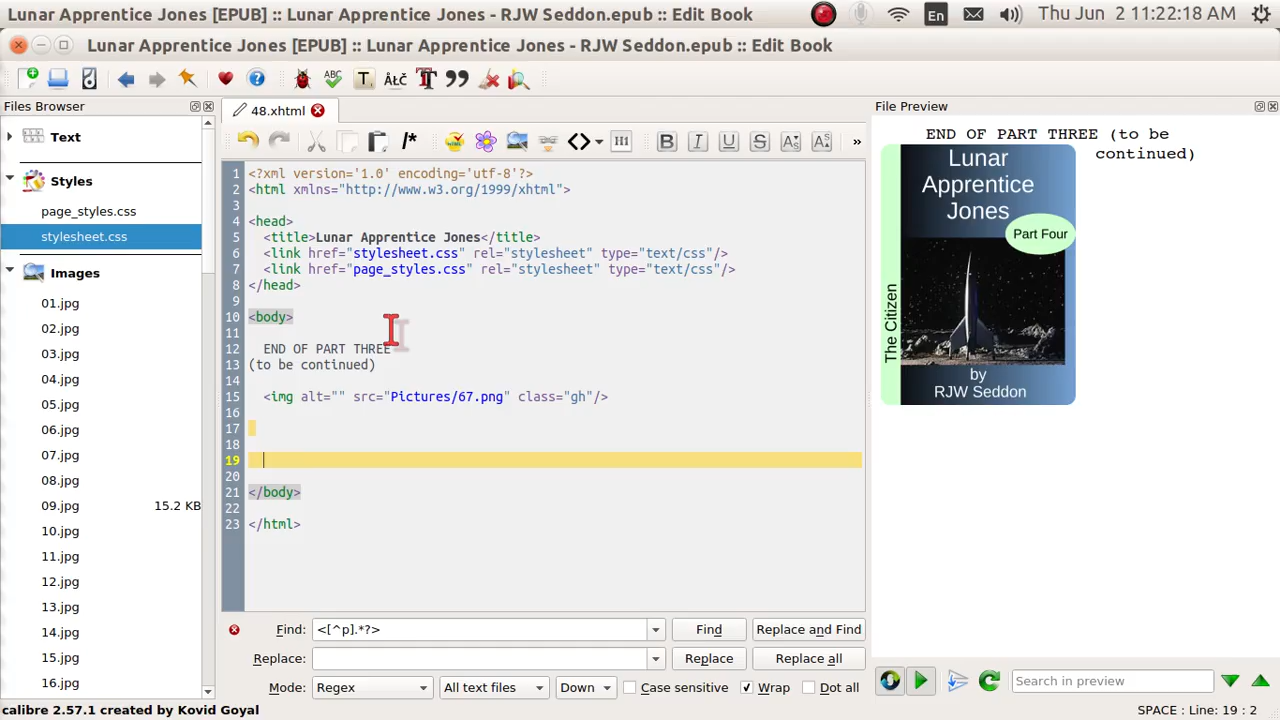 Lunar Apprentice Jones [EPUB] :: Lunar Apprentice Jones - RJW Seddon.epub :: Edit Book
En
Thu Jun 2 11:22:18 AM
Lunar Apprentice Jones [EPUB] :: Lunar Apprentice Jones - RJW Seddon.epub :: Edit Book
ABC
T
ÀŁČ
T
Files Browser
48.xhtml
File Preview
Text
Styles
page_styles.css
stylesheet.css
Images
01.jpg
02.jpg
03.jpg
04.jpg
05.jpg
06.jpg
07.jpg
08.jpg
09.jpg 15.2 KB
10.jpg
11.jpg
12.jpg
13.jpg
14.jpg
15.jpg
16.jpg
/*
H1
B I U S A A »
1 <?xml version='1.0' encoding='utf-8'?>
2 <html xmlns="http://www.w3.org/1999/xhtml">
3
4 <head>
5 <title>Lunar Apprentice Jones</title>
6 <link href="stylesheet.css" rel="stylesheet" type="text/css"/>
7 <link href="page_styles.css" rel="stylesheet" type="text/css"/>
8 </head>
9
10 <body>
11
12 END OF PART THREE
13 (to be continued)
14
15 <img alt="" src="Pictures/67.png" class="gh"/>
16
17
18
19
20
21 </body>
22
23 </html>
END OF PART THREE (to be
continued)
Lunar
Apprentice
Jones
Part Four
The Citizen
by
RJW Seddon
Find: <[^p].*?> Find Replace and Find
Replace: Replace Replace all
Mode: Regex All text files Down Case sensitive Wrap Dot all
Search in preview
calibre 2.57.1 created by Kovid Goyal
SPACE : Line: 19 : 2